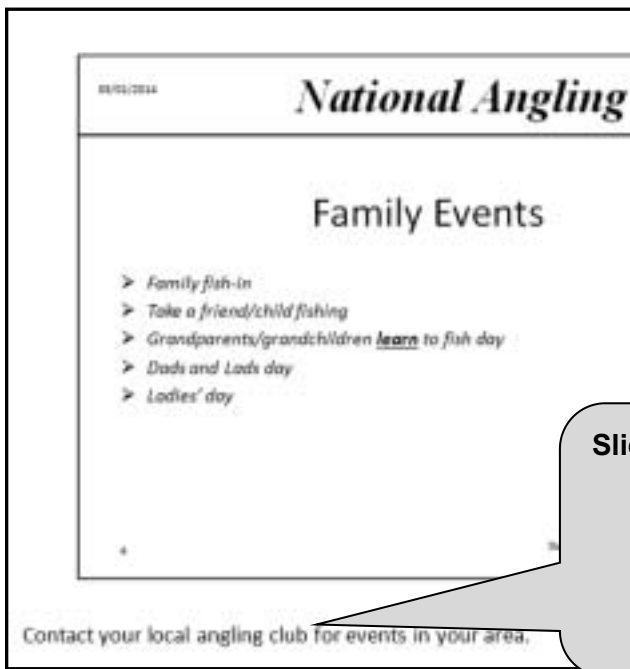 National Angling
Family Events
➢ Family fish-in
➢ Take a friend/child fishing
➢ Grandparents/grandchildren learn to fish day
➢ Dads and Lads day
➢ Ladies' day
4
Contact your local angling club for events in your area.